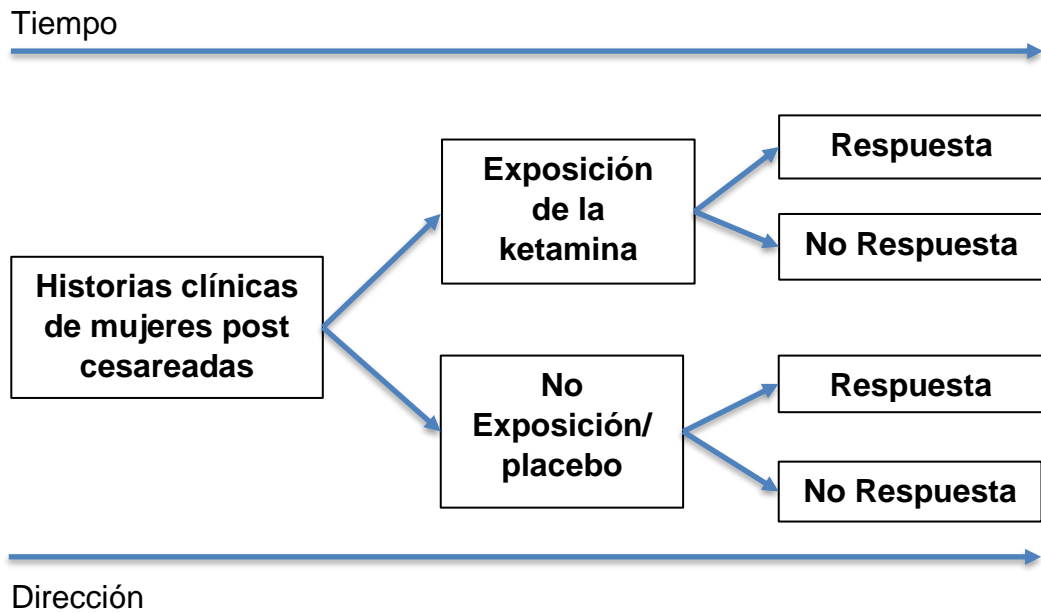 Tiempo
Historias clínicas
de mujeres post
cesareadas
Exposición
de la
ketamina
Respuesta
No Respuesta
No
Exposición/
placebo
Respuesta
No Respuesta
Dirección